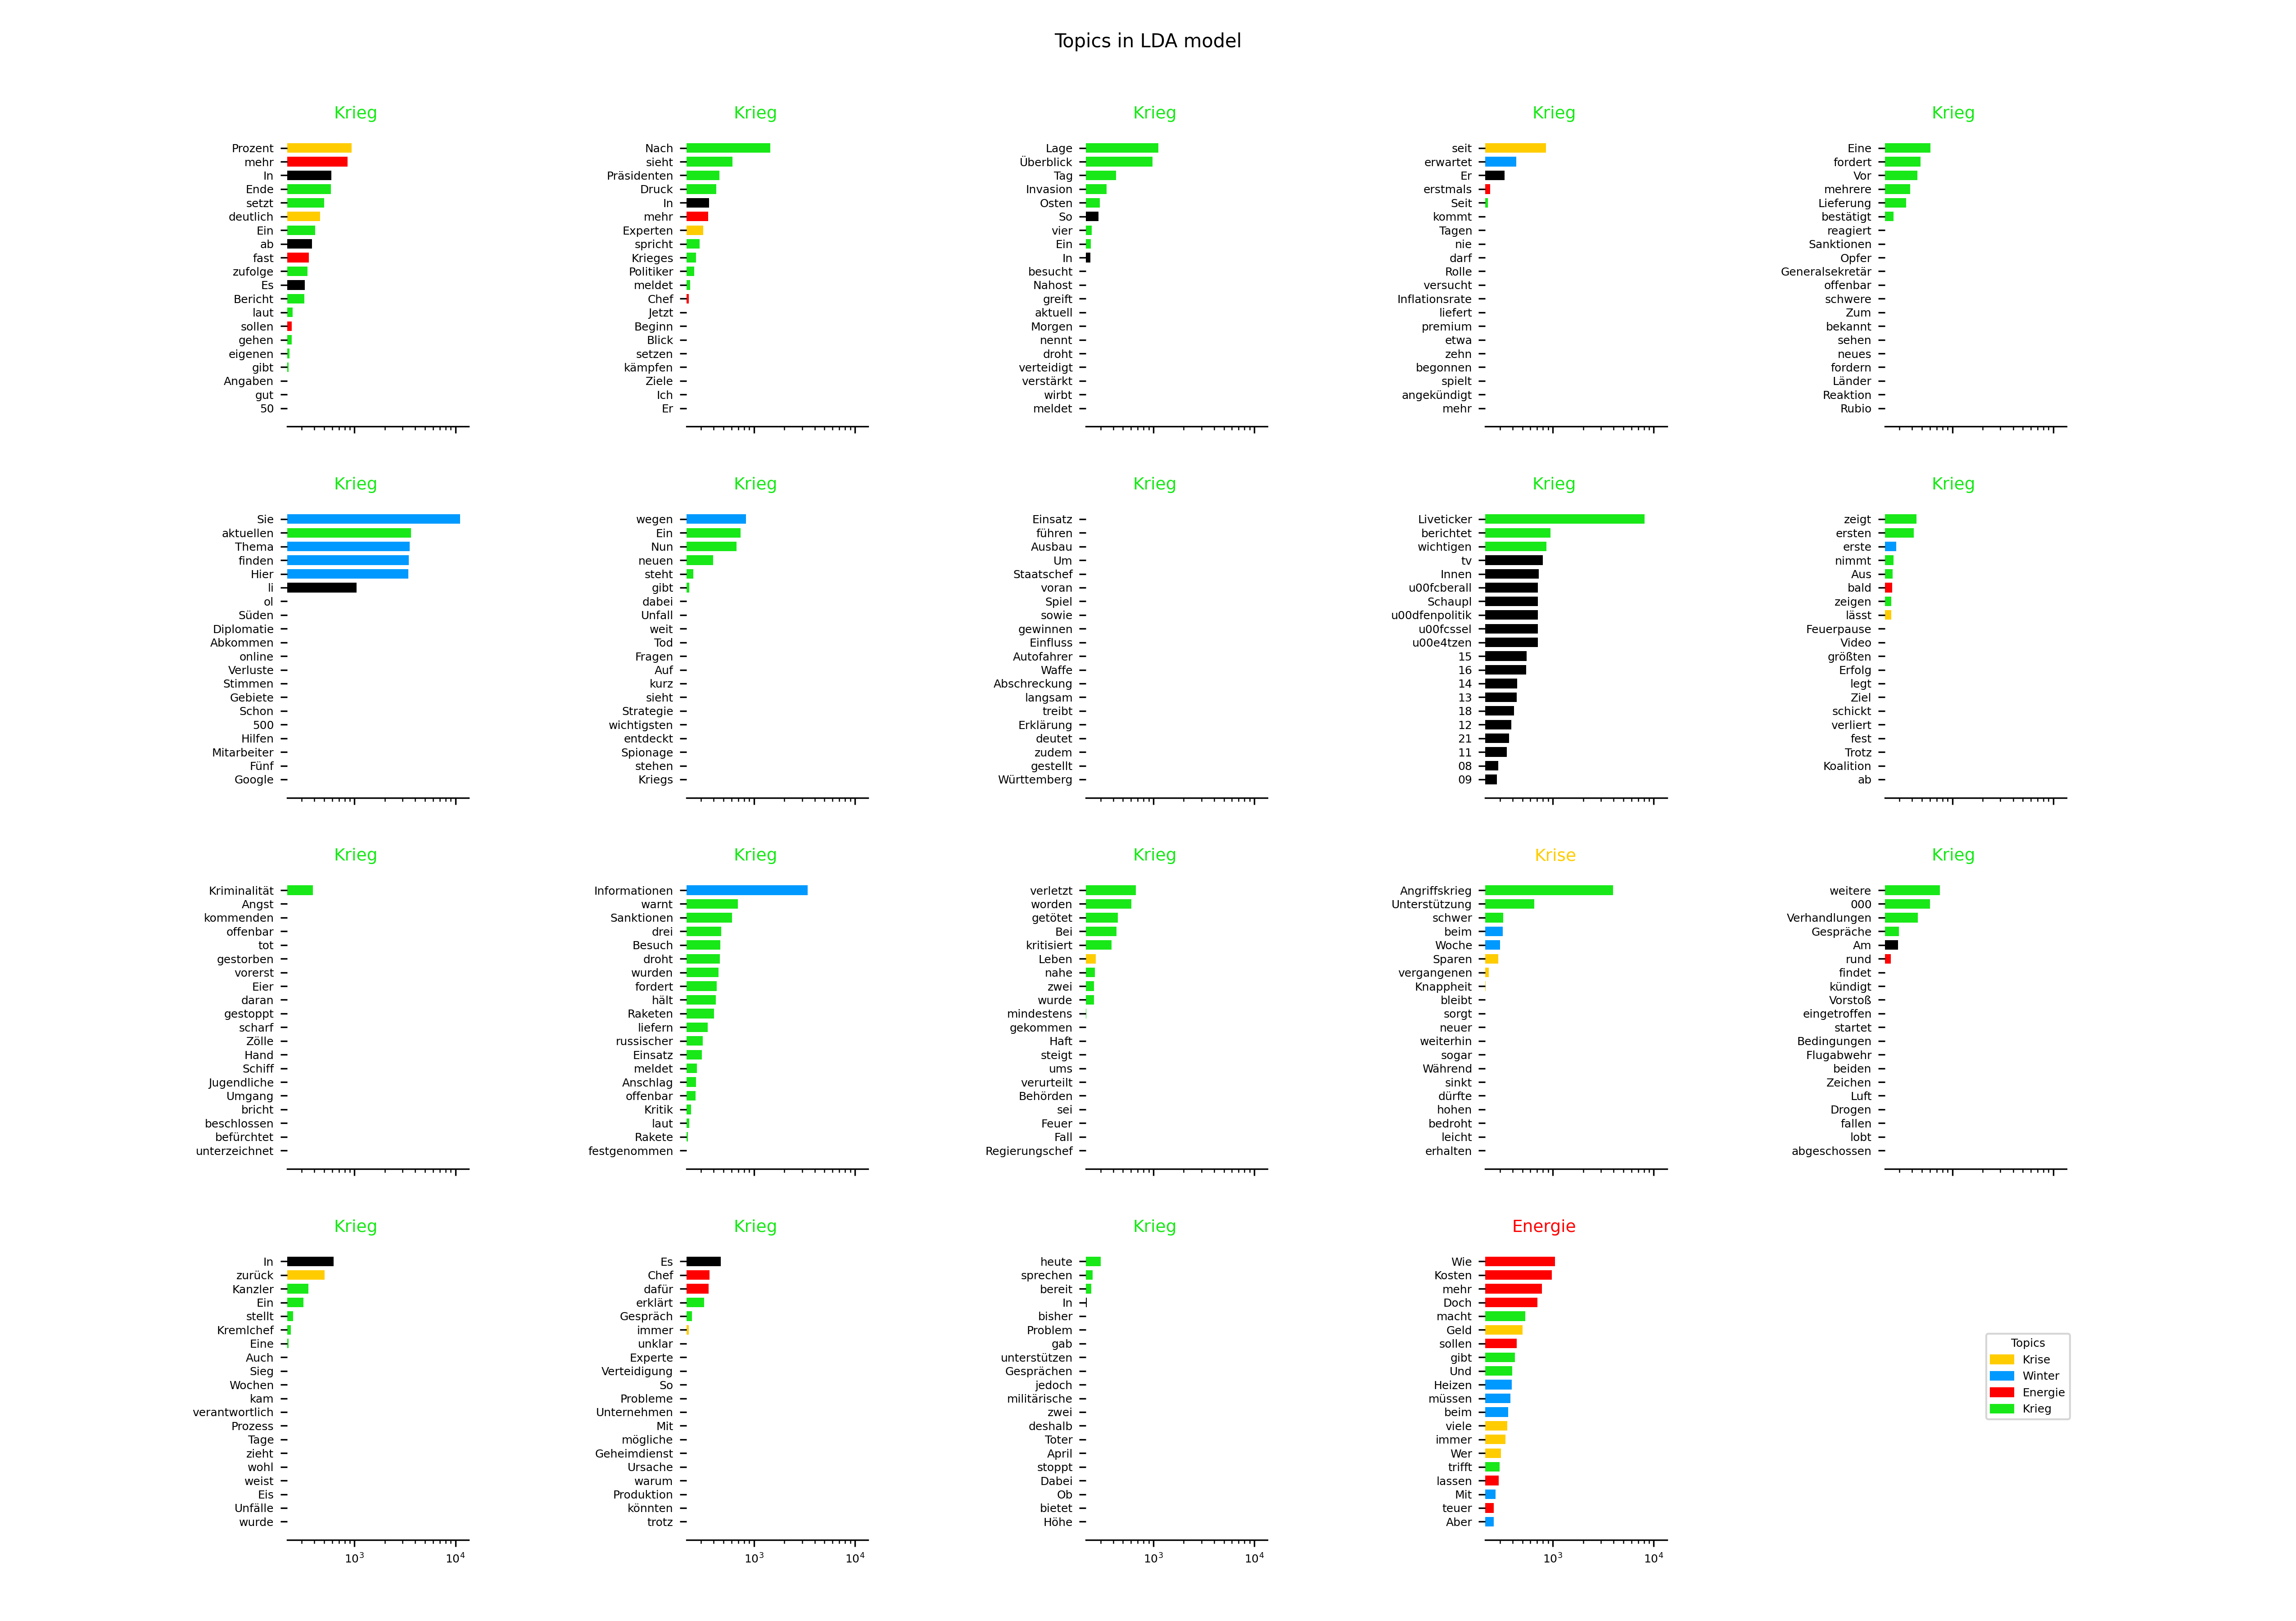 Topics in LDA model
Krieg
Prozent
mehr
In
Ende
setzt
deutlich
Ein
ab
fast
zufolge
Es
Bericht
laut
sollen
gehen
eigenen
gibt
Angaben
gut
50
Krieg
Nach
sieht
Präsidenten
Druck
In
mehr
Experten
spricht
Krieges
Politiker
meldet
Chef
Jetzt
Beginn
Blick
setzen
kämpfen
Ziele
Ich
Er
Krieg
Lage
Überblick
Tag
Invasion
Osten
So
vier
Ein
In
besucht
Nahost
greift
aktuell
Morgen
nennt
droht
verteidigt
verstärkt
wirbt
meldet
Krieg
seit
erwartet
Er
erstmals
Seit
kommt
Tagen
nie
darf
Rolle
versucht
Inflationsrate
liefert
premium
etwa
zehn
begonnen
spielt
angekündigt
mehr
Krieg
Eine
fordert
Vor
mehrere
Lieferung
bestätigt
reagiert
Sanktionen
Opfer
Generalsekretär
offenbar
schwere
Zum
bekannt
sehen
neues
fordern
Länder
Reaktion
Rubio
Krieg
Sie
aktuellen
Thema
finden
Hier
li
ol
Süden
Diplomatie
Abkommen
online
Verluste
Stimmen
Gebiete
Schon
500
Hilfen
Mitarbeiter
Fünf
Google
Krieg
wegen
Ein
Nun
neuen
steht
gibt
dabei
Unfall
weit
Tod
Fragen
Auf
kurz
sieht
Strategie
wichtigsten
entdeckt
Spionage
stehen
Kriegs
Krieg
Einsatz
führen
Ausbau
Um
Staatschef
voran
Spiel
sowie
gewinnen
Einfluss
Autofahrer
Waffe
Abschreckung
langsam
treibt
Erklärung
deutet
zudem
gestellt
Württemberg
Krieg
Liveticker
berichtet
wichtigen
tv
Innen
u00fcberall
Schaupl
u00dfenpolitik
u00fcssel
u00e4tzen
15
16
14
13
18
12
21
11
08
09
Krieg
zeigt
ersten
erste
nimmt
Aus
bald
zeigen
lässt
Feuerpause
Video
größten
Erfolg
legt
Ziel
schickt
verliert
fest
Trotz
Koalition
ab
Krieg
Kriminalität
Angst
kommenden
offenbar
tot
gestorben
vorerst
Eier
daran
gestoppt
scharf
Zölle
Hand
Schiff
Jugendliche
Umgang
bricht
beschlossen
befürchtet
unterzeichnet
Krieg
Informationen
warnt
Sanktionen
drei
Besuch
droht
wurden
fordert
hält
Raketen
liefern
russischer
Einsatz
meldet
Anschlag
offenbar
Kritik
laut
Rakete
festgenommen
Krieg
verletzt
worden
getötet
Bei
kritisiert
Leben
nahe
zwei
wurde
mindestens
gekommen
Haft
steigt
ums
verurteilt
Behörden
sei
Feuer
Fall
Regierungschef
Krise
Angriffskrieg
Unterstützung
schwer
beim
Woche
Sparen
vergangenen
Knappheit
bleibt
sorgt
neuer
weiterhin
sogar
Während
sinkt
dürfte
hohen
bedroht
leicht
erhalten
Krieg
weitere
000
Verhandlungen
Gespräche
Am
rund
findet
kündigt
Vorstoß
eingetroffen
startet
Bedingungen
Flugabwehr
beiden
Zeichen
Luft
Drogen
fallen
lobt
abgeschossen
Krieg
In
zurück
Kanzler
Ein
stellt
Kremlchef
Eine
Auch
Sieg
Wochen
kam
verantwortlich
Prozess
Tage
zieht
wohl
weist
Eis
Unfälle
wurde
10³
10⁴
Krieg
Es
Chef
dafür
erklärt
Gespräch
immer
unklar
Experte
Verteidigung
So
Probleme
Unternehmen
Mit
mögliche
Geheimdienst
Ursache
warum
Produktion
könnten
trotz
10³
10⁴
Krieg
heute
sprechen
bereit
In
bisher
Problem
gab
unterstützen
Gesprächen
jedoch
militärische
zwei
deshalb
Toter
April
stoppt
Dabei
Ob
bietet
Höhe
10³
10⁴
Energie
Wie
Kosten
mehr
Doch
macht
Geld
sollen
gibt
Und
Heizen
müssen
beim
viele
immer
Wer
trifft
lassen
Mit
teuer
Aber
10³
10⁴
Topics
Krise
Winter
Energie
Krieg